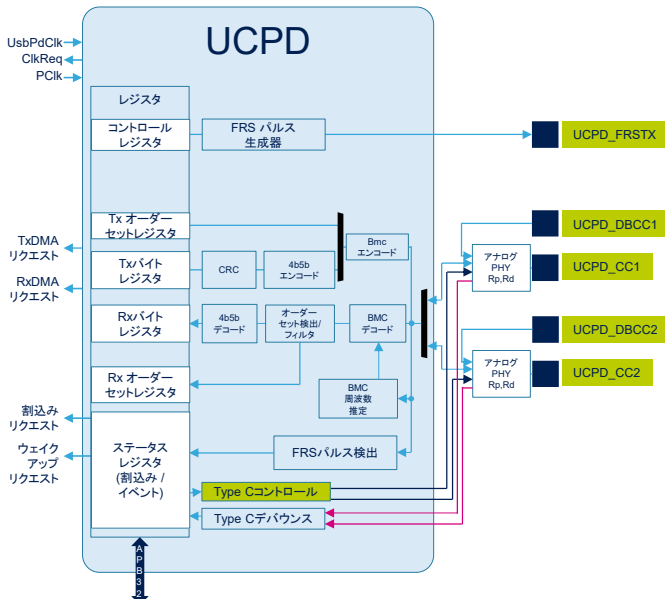 UCPD
UsbPdClk
ClkReq
PClk
レジスタ
コントロール
レジスタ
FRS パルス
生成器
UCPD_FRSTX
Tx オーダー
セットレジスタ
TxDMA
リクエスト
Txバイト
レジスタ
CRC
4b5b
エンコード
Bmc
エンコード
UCPD_DBCC1
アナログ
PHY
Rp,Rd
UCPD_CC1
RxDMA
リクエスト
Rxバイト
レジスタ
4b5b
デコード
オーダー
セット検出/
フィルタ
BMC
デコード
UCPD_DBCC2
アナログ
PHY
Rp,Rd
UCPD_CC2
Rx オーダー
セットレジスタ
BMC
周波数
推定
割込み
リクエスト
ウェイク
アップ
リクエスト
ステータス
レジスタ
(割込み /
イベント)
FRSパルス検出
Type Cコントロール
Type Cデバウンス
APB32